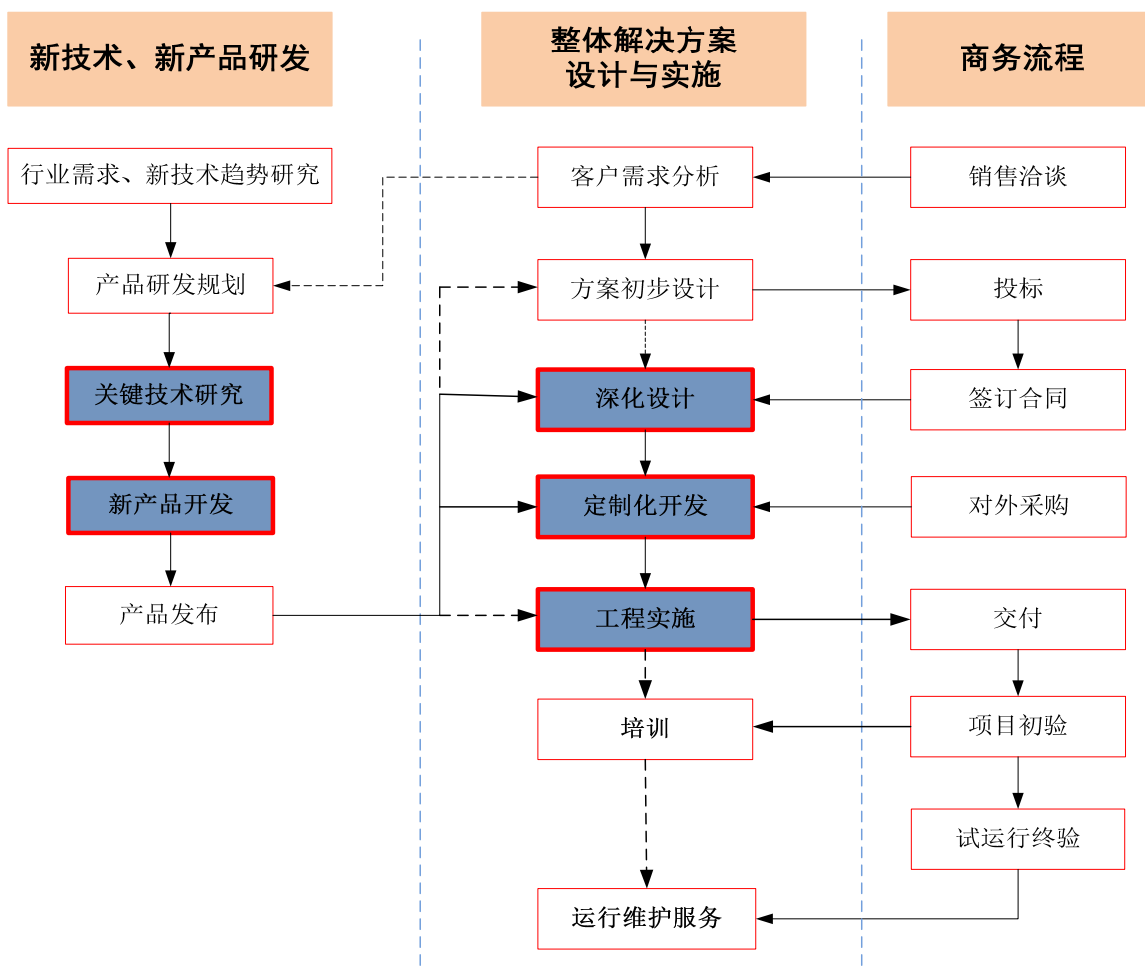 新技术、新产品研发
整体解决方案
设计与实施
商务流程
行业需求、新技术趋势研究
客户需求分析
销售洽谈
产品研发规划
方案初步设计
投标
关键技术研究
深化设计
签订合同
新产品开发
定制化开发
对外采购
产品发布
工程实施
交付
培训
项目初验
试运行终验
运行维护服务